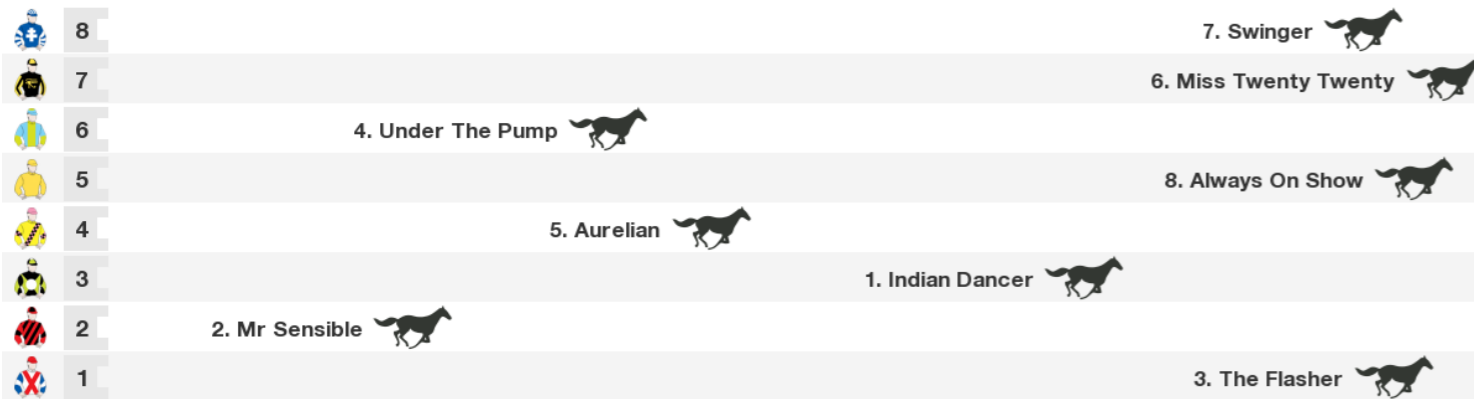 8 7. Swinger
7 6. Miss Twenty Twenty
6 4. Under The Pump
5 8. Always On Show
4 5. Aurelian
3 1. Indian Dancer
2 2. Mr Sensible
1 3. The Flasher